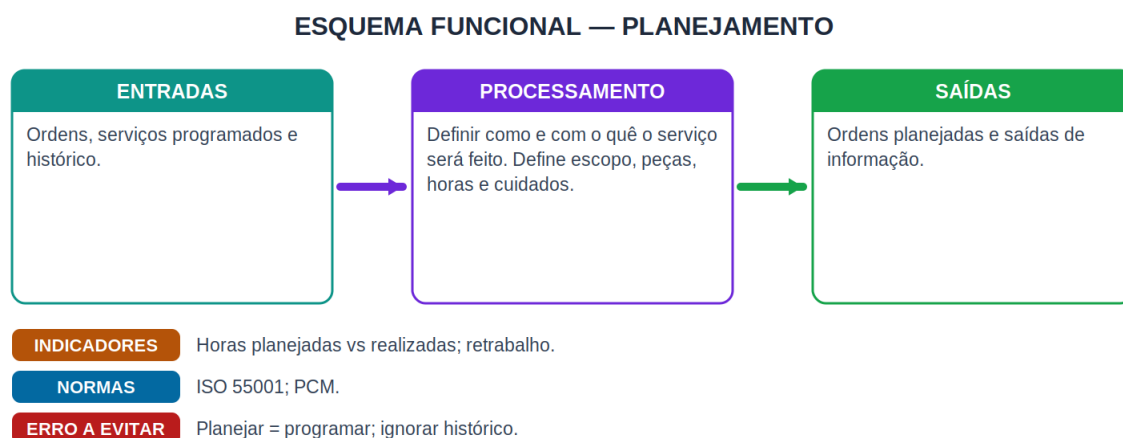 ESQUEMA FUNCIONAL — PLANEJAMENTO
ENTRADAS
Ordens, serviços programados e
histórico.
PROCESSAMENTO
Definir como e com o quê o serviço
será feito. Define escopo, peças,
horas e cuidados.
SAÍDAS
Ordens planejadas e saídas de
informação.
INDICADORES
Horas planejadas vs realizadas; retrabalho.
NORMAS
ISO 55001; PCM.
ERRO A EVITAR
Planejar = programar; ignorar histórico.